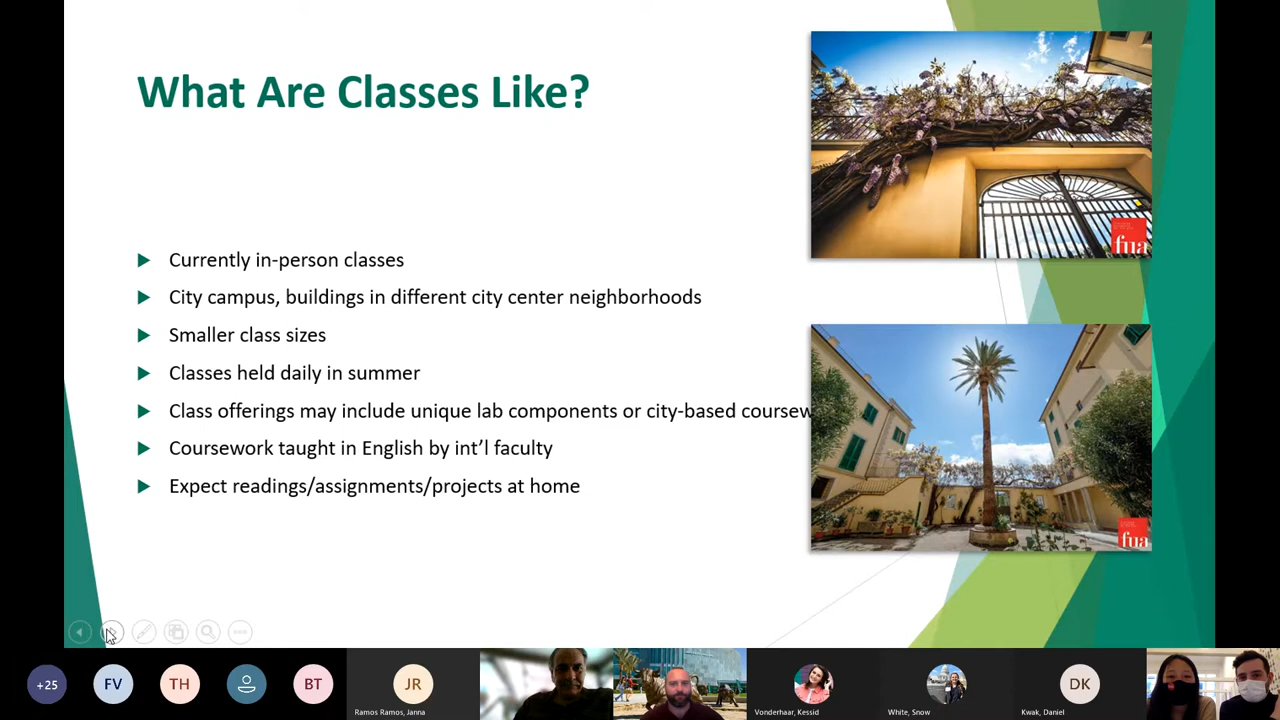 What Are Classes Like?
Currently in-person classes
City campus, buildings in different city center neighborhoods
Smaller class sizes
Classes held daily in summer
Class offerings may include unique lab components or city-based coursew
Coursework taught in English by int'l faculty
Expect readings/assignments/projects at home
fua
fua
+25
FV
TH
BT
JR
Ramos Ramos, Janna
Vonderhaar, Kessid
White, Snow
DK
Kwak, Daniel